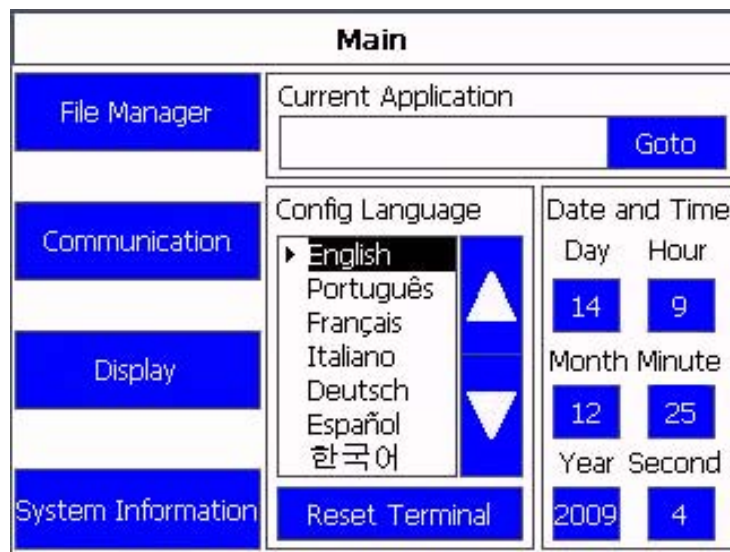 Main
File Manager
Communication
Display
System Information
Current Application
Goto
Config Language
English
Português
Français
Italiano
Deutsch
Español
한국어
Reset Terminal
Date and Time
Day Hour
14 9
Month Minute
12 25
Year Second
2009 4